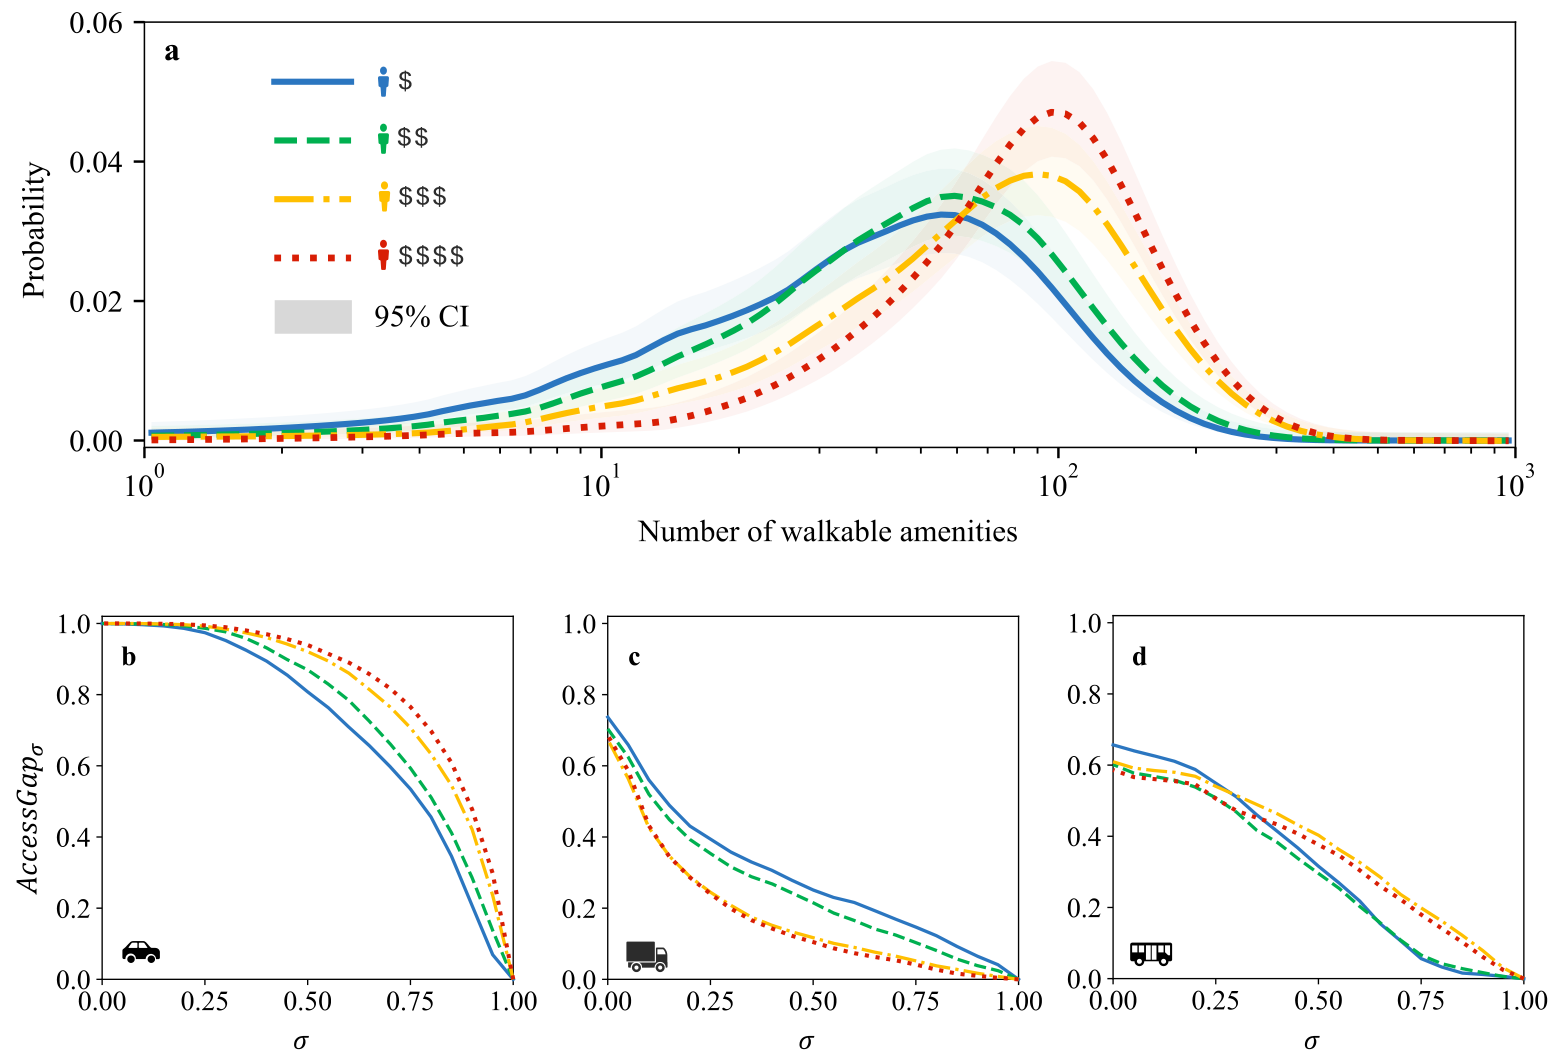 0.06
a
$
$$
0.04
$$$
Probability
$$$$
0.02
95% CI
0.00
10^0 10^1 10^2 10^3
Number of walkable amenities
1.0 1.0 1.0
b c d
0.8 0.8 0.8
0.6 0.6 0.6
AccessGap_σ
0.4 0.4 0.4
0.2 0.2 0.2
0.0 0.0 0.0
0.00 0.25 0.50 0.75 1.00 0.00 0.25 0.50 0.75 1.00 0.00 0.25 0.50 0.75 1.00
σ σ σ